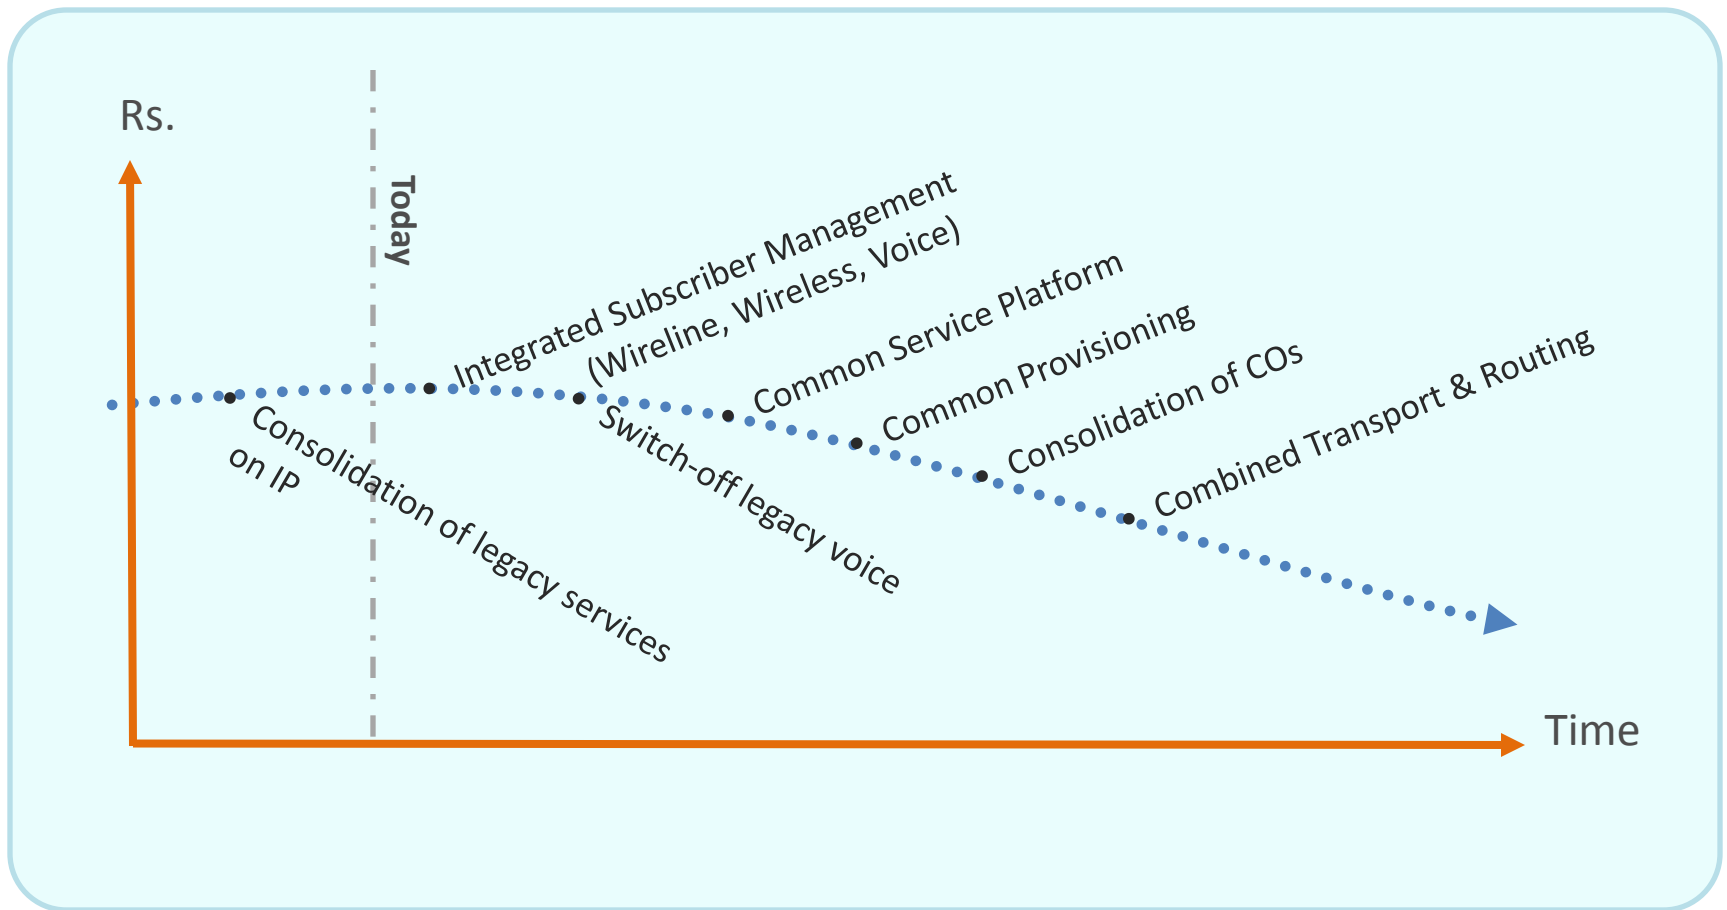 Rs.
Today
Integrated Subscriber Management
(Wireline, Wireless, Voice)
Common Service Platform
Common Provisioning
Consolidation of COs
Combined Transport & Routing
Consolidation of legacy services
on IP
Switch-off legacy voice
Time